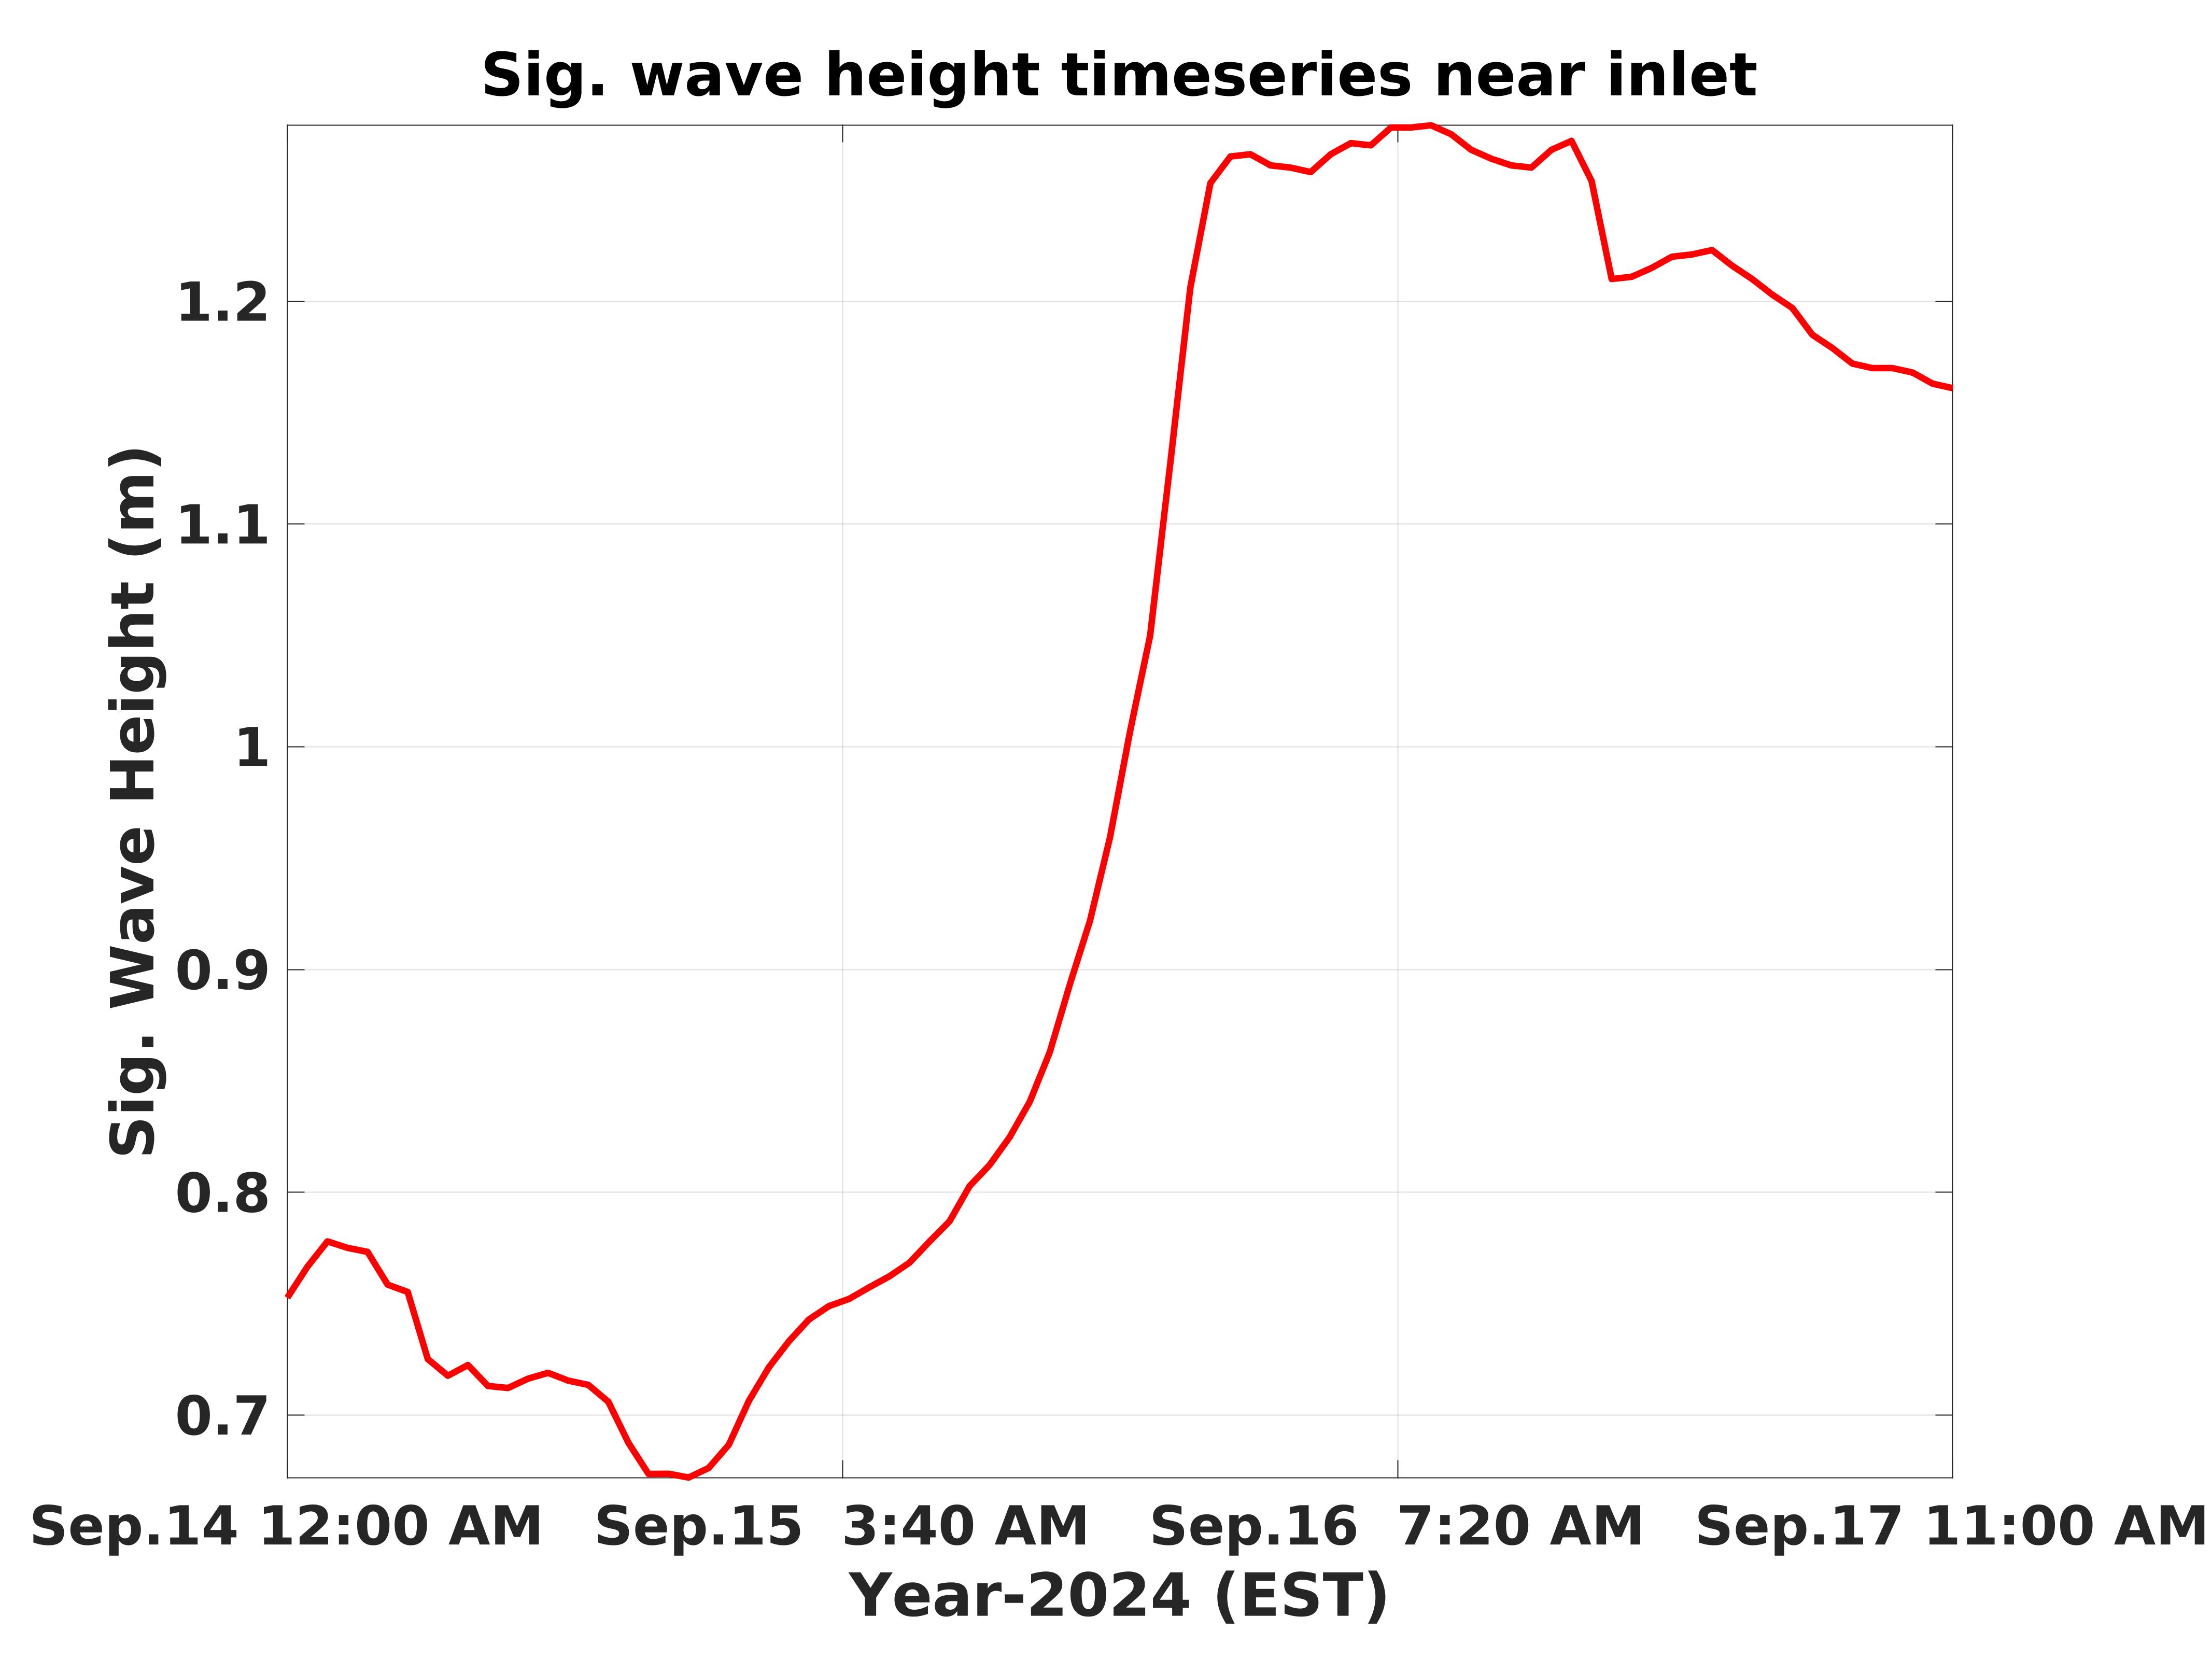 Sig. wave height timeseries near inlet
Sig. Wave Height (m)
1.2
1.1
1
0.9
0.8
0.7
Sep.14 12:00 AM Sep.15 3:40 AM Sep.16 7:20 AM Sep.17 11:00 AM
Year-2024 (EST)